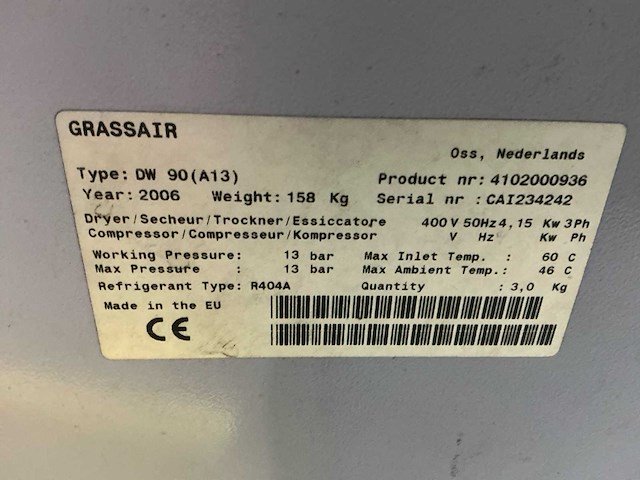 GRASSAIR
Oss, Nederlands
Type: DW 90(A13) Product nr: 4102000936
Year: 2006 Weight: 158 Kg Serial nr : CAI234242
Dryer/Secheur/Trockner/Essiccatore 400 V 50Hz 4,15 Kw 3Ph
Compressor/Compresseur/Kompressor V Hz Kw Ph
Working Pressure: 13 bar Max Inlet Temp. : 60 C
Max Pressure : 13 bar Max Ambient Temp.: 46 C
Refrigerant Type: R404A Quantity : 3,0 Kg
Made in the EU
CE